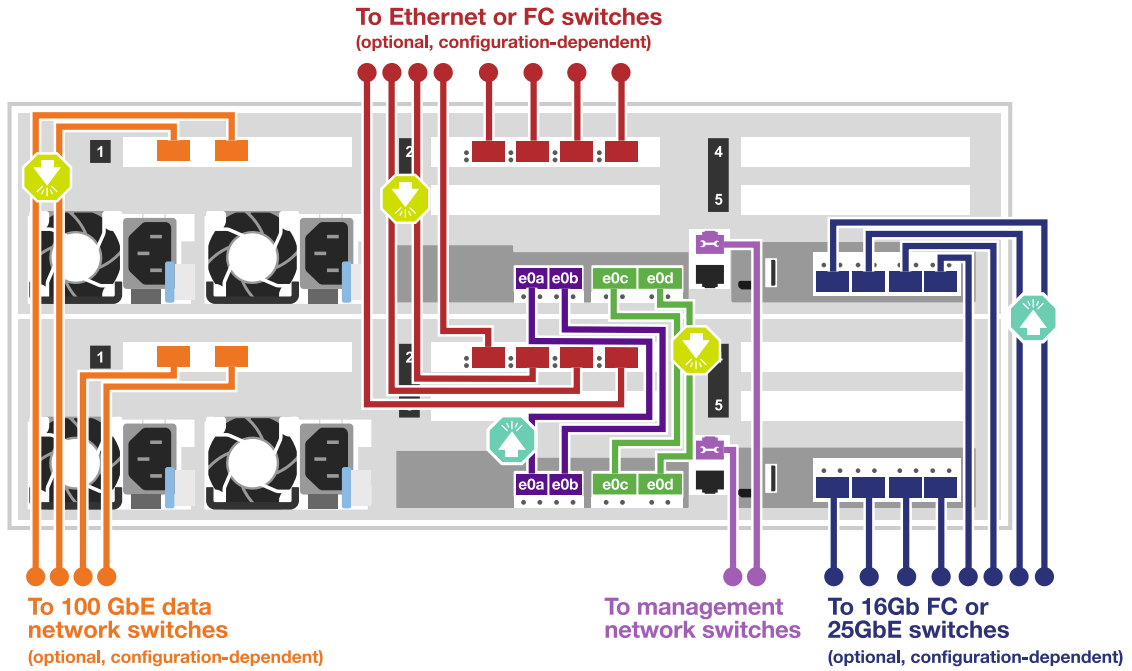 To Ethernet or FC switches
(optional, configuration-dependent)
1
2
4
5
e0a e0b e0c e0d
1
2
5
e0a e0b e0c e0d
To 100 GbE data
network switches
(optional, configuration-dependent)
To management
network switches
To 16Gb FC or
25GbE switches
(optional, configuration-dependent)